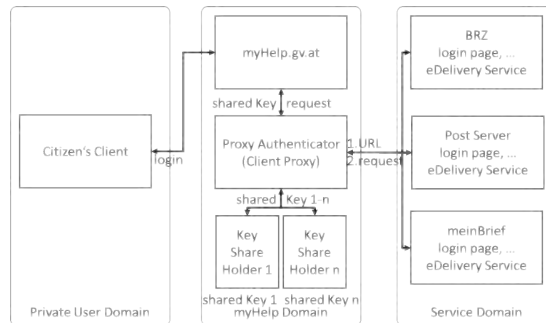 myHelp.gv.at
shared Key request
Citizen's Client
login
Proxy Authenticator
(Client Proxy)
1.URL
2.request
shared Key 1-n
Key
Share
Holder 1
Key
Share
Holder n
shared Key 1 shared Key n
BRZ
login page, ...
eDelivery Service
Post Server
login page, ...
eDelivery Service
meinBrief
login page, ...
eDelivery Service
Private User Domain
myHelp Domain
Service Domain